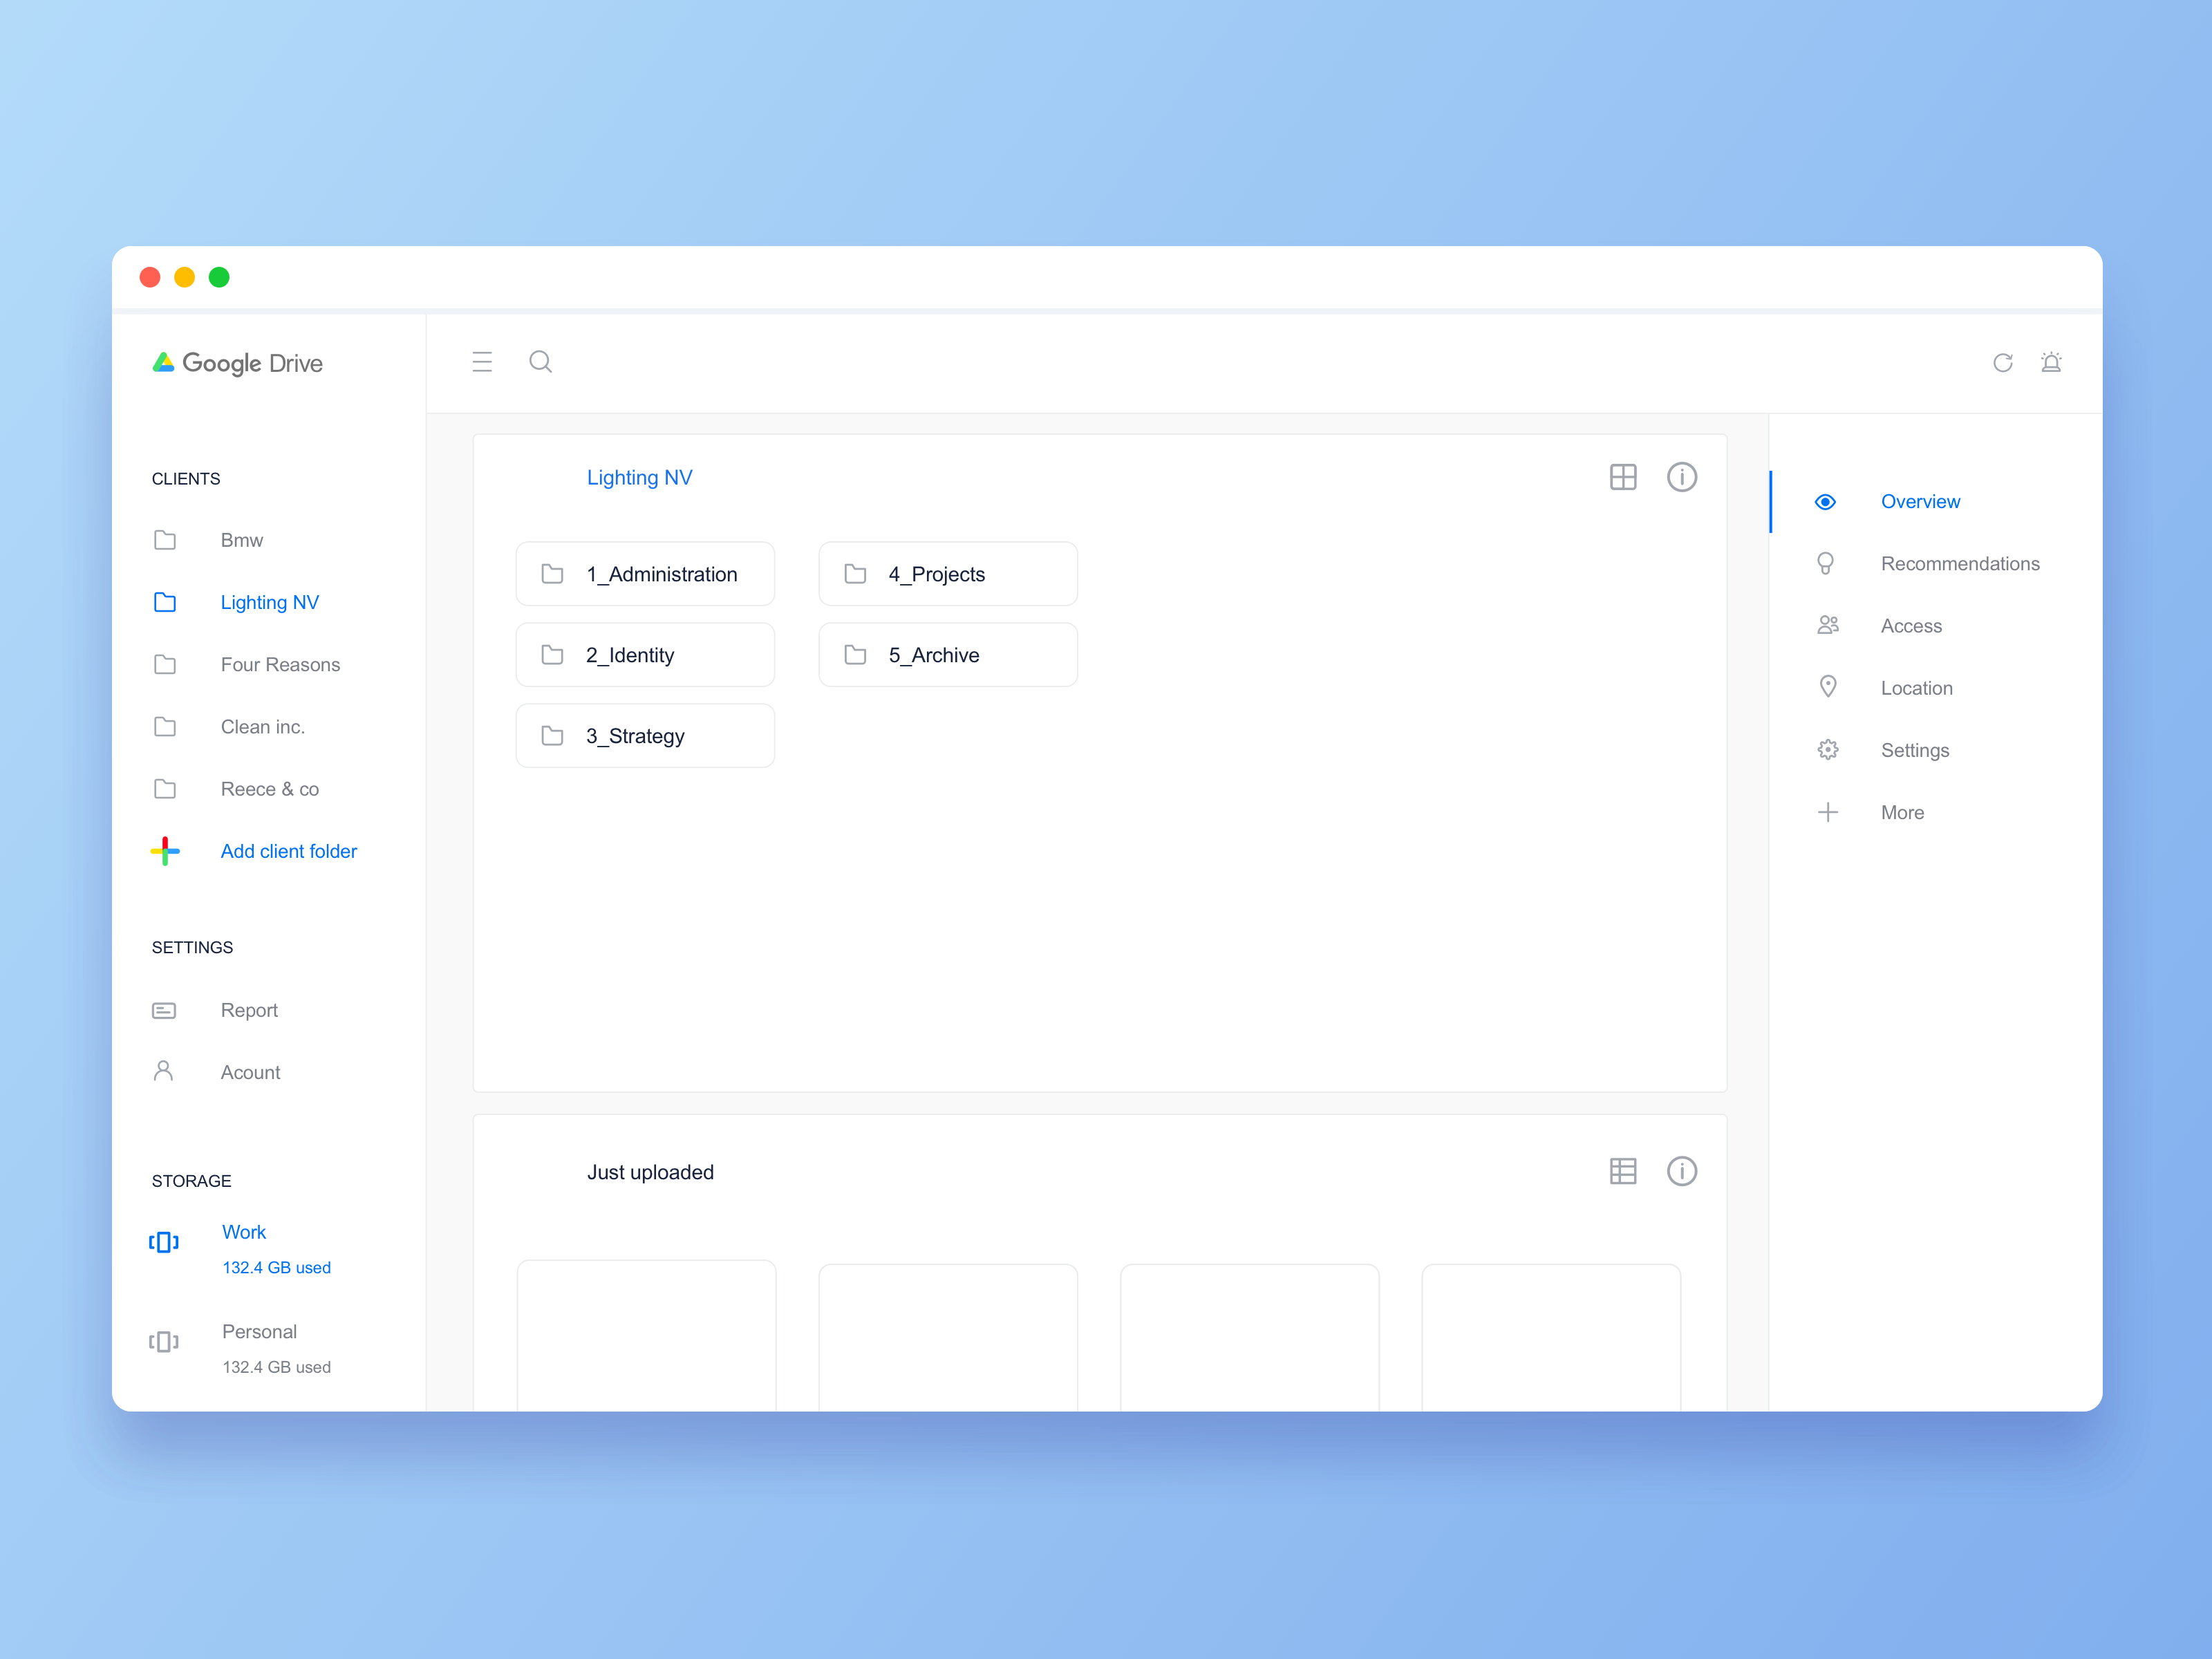 Google Drive
CLIENTS
Bmw
Lighting NV
Four Reasons
Clean inc.
Reece & co
Add client folder
SETTINGS
Report
Acount
STORAGE
Work
132.4 GB used
Personal
132.4 GB used
Lighting NV
1_Administration
4_Projects
2_Identity
5_Archive
3_Strategy
Just uploaded
Overview
Recommendations
Access
Location
Settings
More